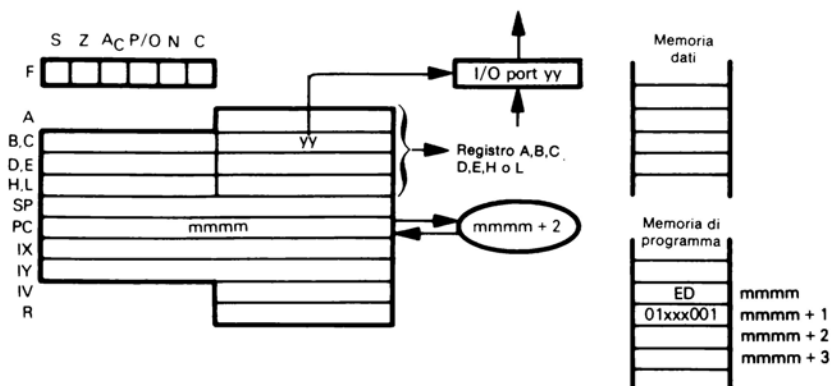 S Z AC P/O N C
F
I/O port yy
Memoria
dati
A
B,C
yy
D,E
H,L
Registro A,B,C
D,E,H o L
SP
PC
mmmm
mmmm + 2
IX
IY
IV
R
Memoria di
programma
ED mmmm
01xxx001 mmmm + 1
mmmm + 2
mmmm + 3